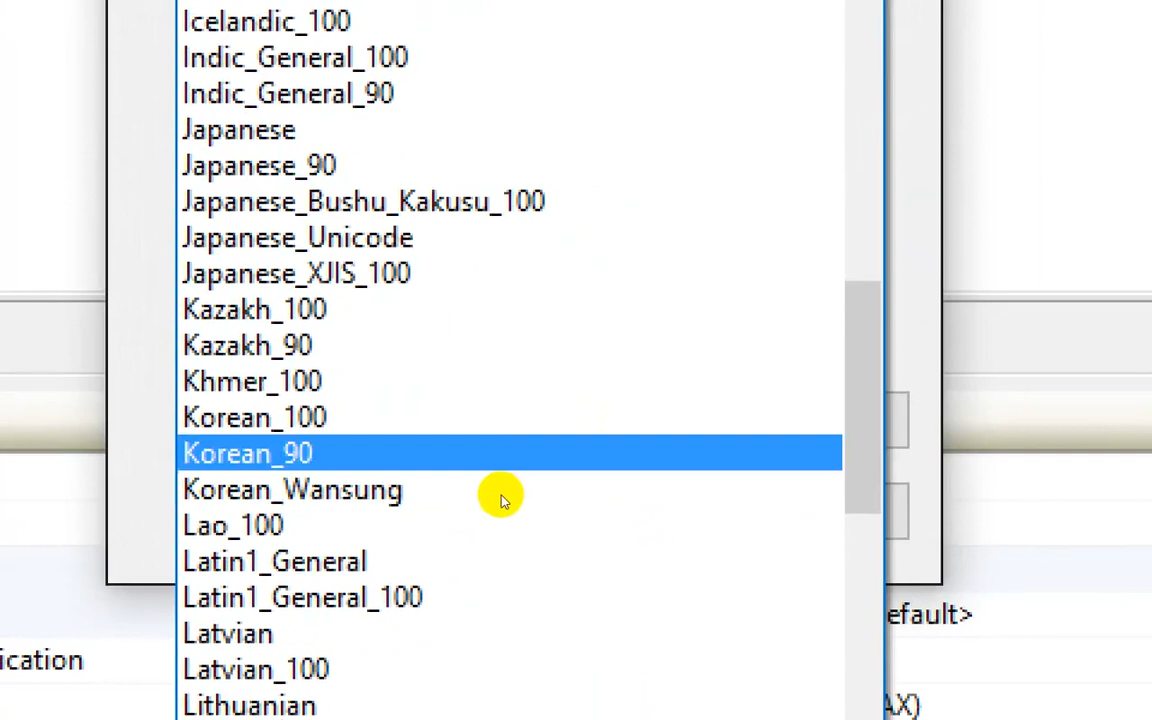 Icelandic_100
Indic_General_100
Indic_General_90
Japanese
Japanese_90
Japanese_Bushu_Kakusu_100
Japanese_Unicode
Japanese_XJIS_100
Kazakh_100
Kazakh_90
Khmer_100
Korean_100
Korean_90
Korean_Wansung
Lao_100
Latin1_General
Latin1_General_100
efault>
Latvian
ication
Latvian_100
Lithuanian
AX)